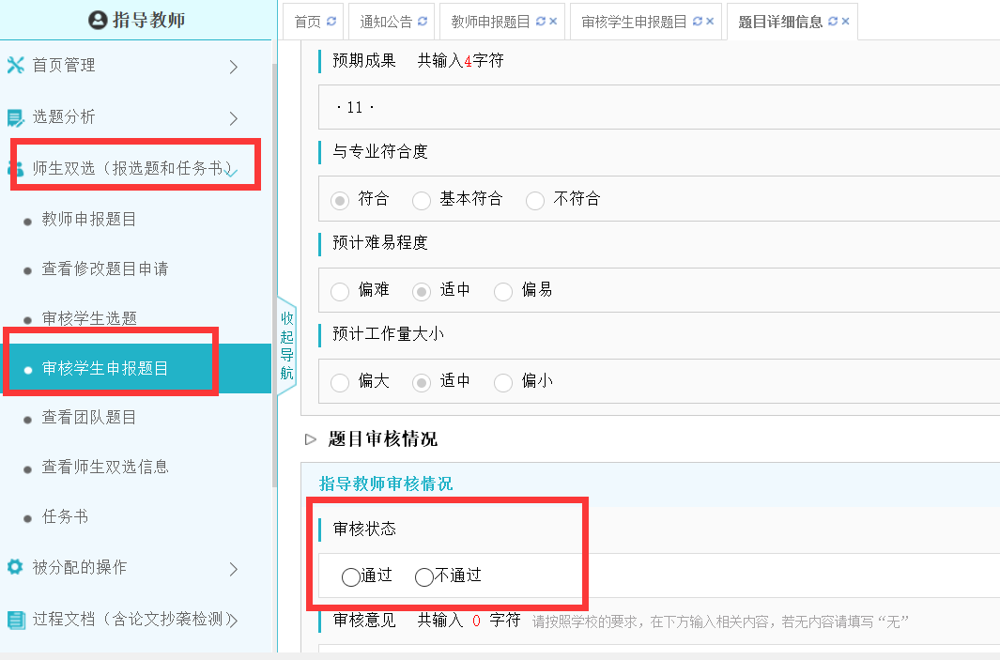 指导教师
首页管理
选题分析
师生双选（报选题和任务书）
教师申报题目
查看修改题目申请
审核学生选题
审核学生申报题目
查看团队题目
查看师生双选信息
任务书
被分配的操作
过程文档（含论文抄袭检测）
收起导航
首页 通知公告 教师申报题目 审核学生申报题目 题目详细信息
预期成果 共输入4字符
·11·
与专业符合度
符合 基本符合 不符合
预计难易程度
偏难 适中 偏易
预计工作量大小
偏大 适中 偏小
题目审核情况
指导教师审核情况
审核状态
通过 不通过
审核意见 共输入 0 字符 请按照学校的要求，在下方输入相关内容，若无内容请填写“无”